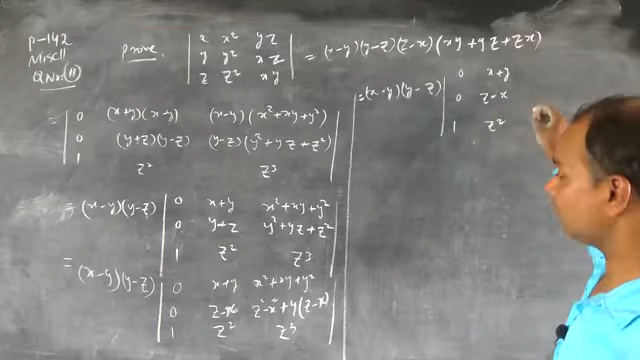 P-142
Misc II
Q No. (11)
Prove. | x x² yz | = (x-y)(y-z)(z-x)(xy+yz+zx)
| y y² xz |
| z z² xy |
= | 0 (x+y)(x-y) (x-y)(x²+xy+y²) |
| 0 (y+z)(y-z) (y-z)(y²+yz+z²) |
| 1 z² z³ |
= (x-y)(y-z) | 0 x+y x²+xy+y² |
| 0 y+z y²+yz+z² |
| 1 z² z³ |
= (x-y)(y-z) | 0 x+y x²+xy+y² |
| 0 z-x z²-x²+y(z-x) |
| 1 z² z³ |
= (x-y)(y-z) | 0 x+y
| 0 z-x
| 1 z²